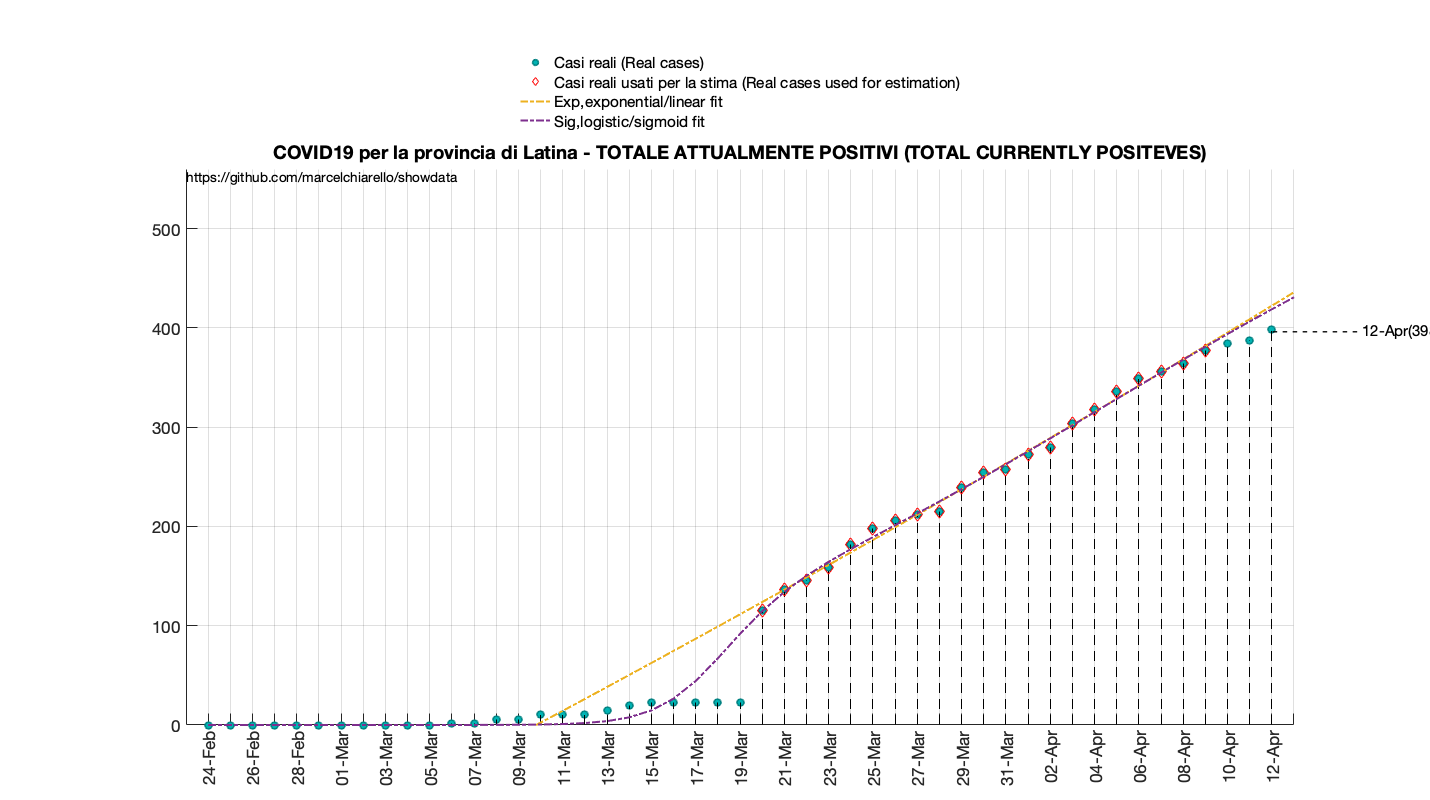 Casi reali (Real cases)
Casi reali usati per la stima (Real cases used for estimation)
Exp,exponential/linear fit
Sig,logistic/sigmoid fit
COVID19 per la provincia di Latina - TOTALE ATTUALMENTE POSITIVI (TOTAL CURRENTLY POSITEVES)
https://github.com/marcelchiarello/showdata
500
400
12-Apr(39
300
200
100
0
24-Feb
26-Feb
28-Feb
01-Mar
03-Mar
05-Mar
07-Mar
09-Mar
11-Mar
13-Mar
15-Mar
17-Mar
19-Mar
21-Mar
23-Mar
25-Mar
27-Mar
29-Mar
31-Mar
02-Apr
04-Apr
06-Apr
08-Apr
10-Apr
12-Apr